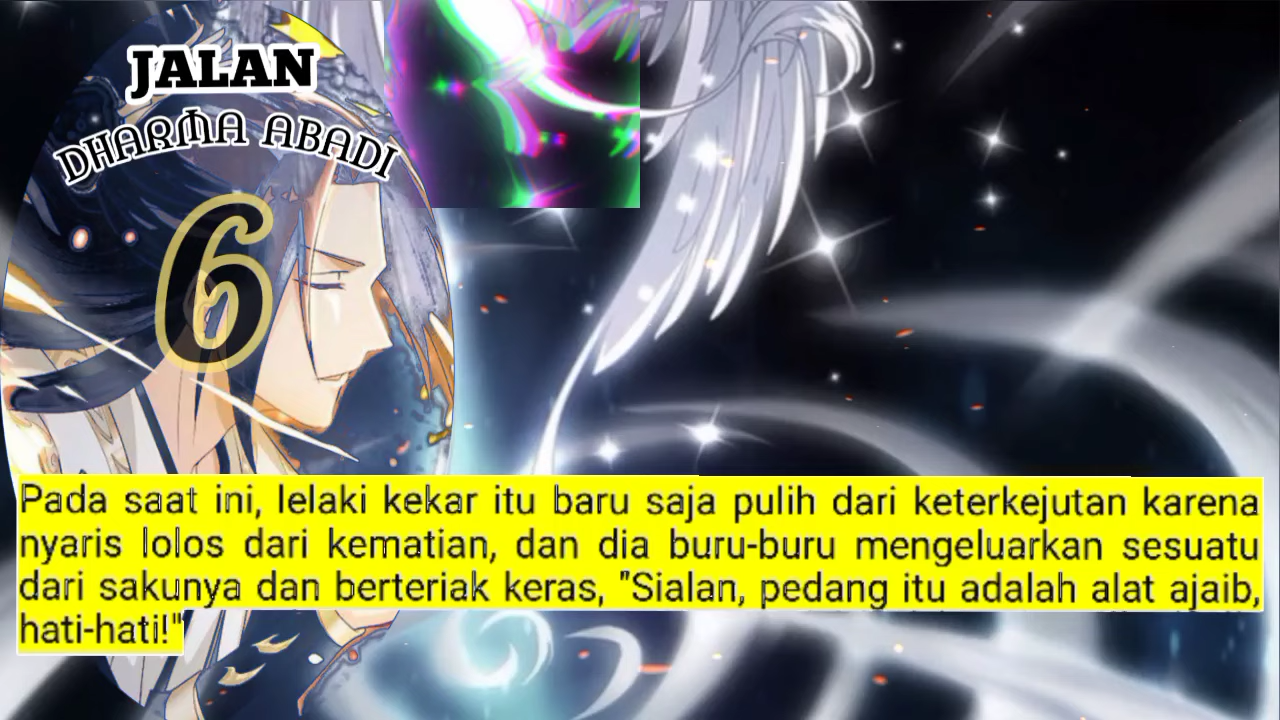 JALAN
DHARMA ABADI
6
Pada saat ini, lelaki kekar itu baru saja pulih dari keterkejutan karena
nyaris lolos dari kematian, dan dia buru-buru mengeluarkan sesuatu
dari sakunya dan berteriak keras, "Sialan, pedang itu adalah alat ajaib,
hati-hati!"